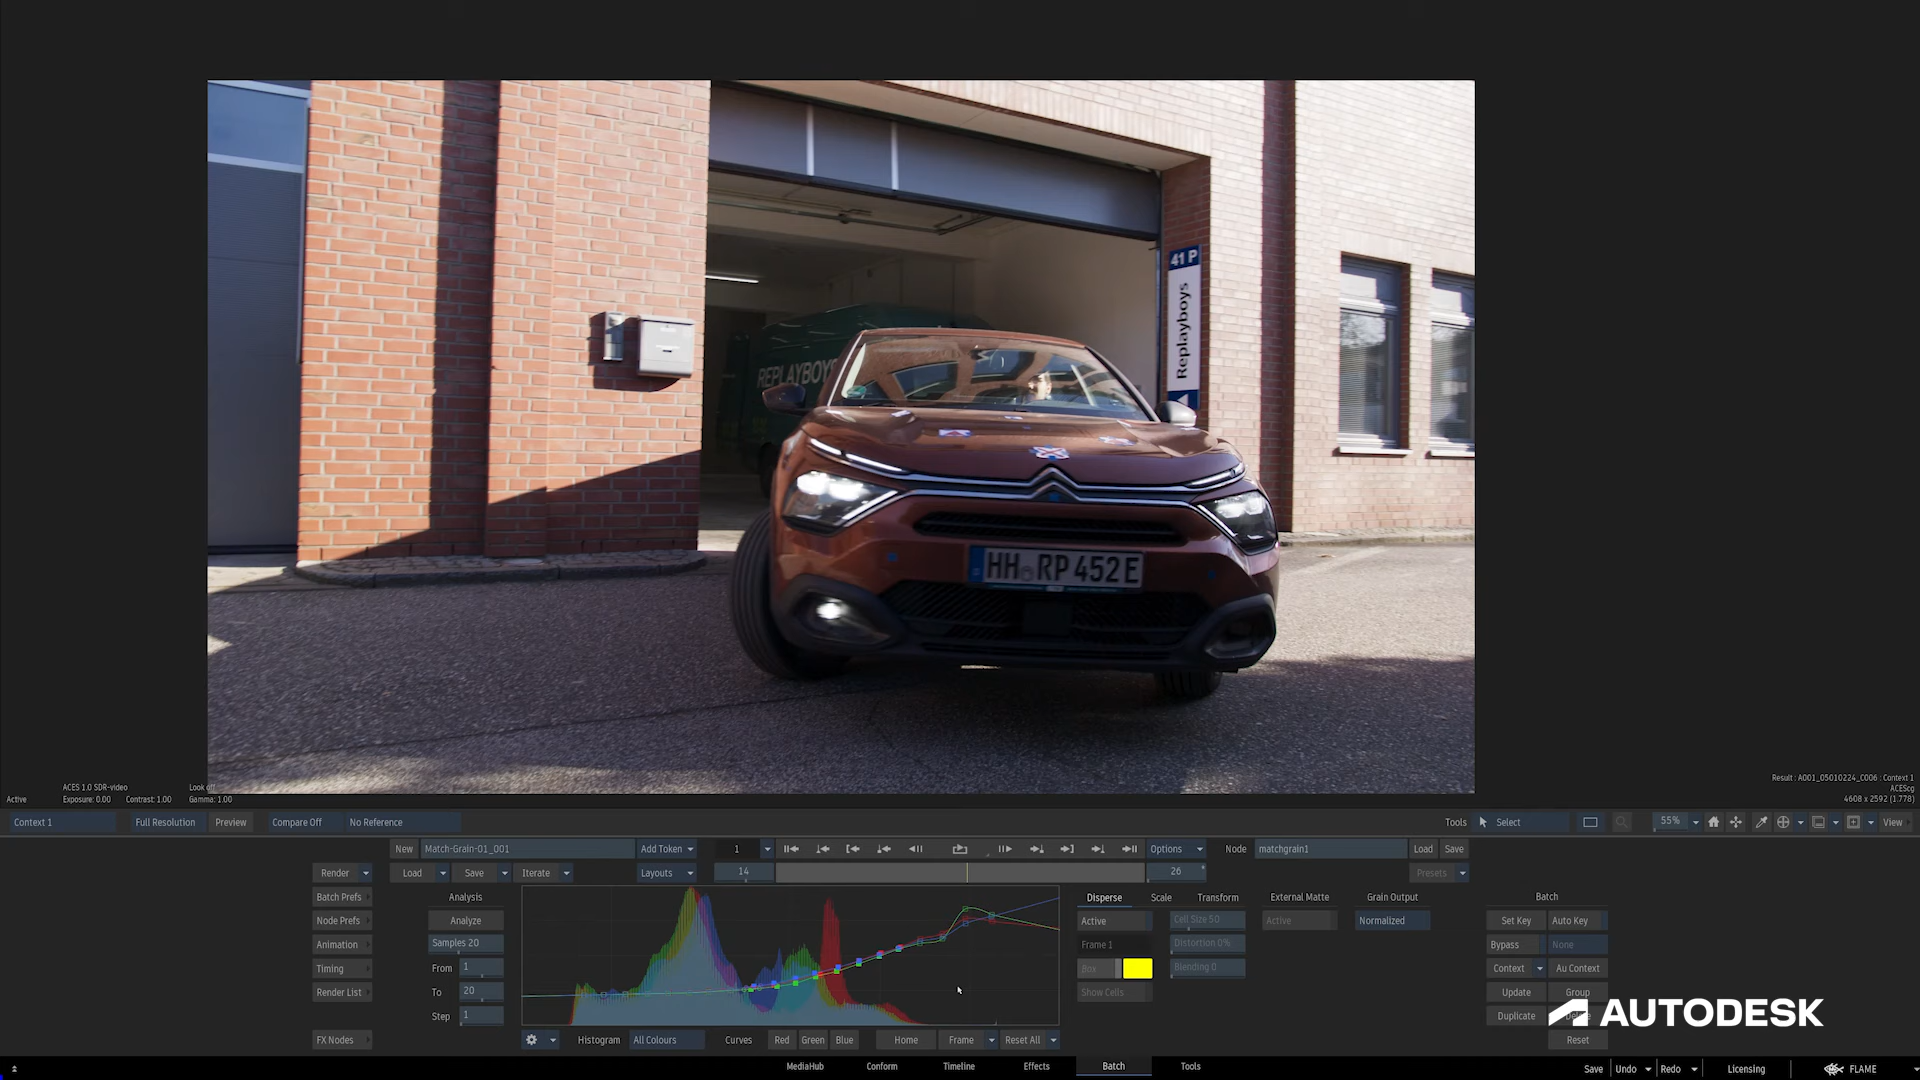 41 P
Replayboys
REPLAYBOYS
HH RP 452 E
ACES 1.0 SDR-video
Look off
Active
Exposure: 0.00
Contrast: 1.00
Gamma: 1.00
Result : A001_05010224_C006 : Context 1
ACEScg
4608 x 2592 (1.778)
Context 1
Full Resolution
Preview
Compare Off
No Reference
Tools
Select
55%
View
New
Match-Grain-01_001
Add Token
1
Options
Node
matchgrain1
Load
Save
Render
Load
Save
Iterate
Layouts
14
26
Presets
Batch Prefs
Analysis
Disperse
Scale
Transform
External Matte
Grain Output
Batch
Node Prefs
Analyze
Active
Cell Size 50
Active
Normalized
Set Key
Auto Key
Animation
Samples 20
Frame 1
Distortion 0%
Bypass
None
Timing
From
1
Box
Blending 0
Context
Au Context
Render List
To
20
Show Cells
Update
Group
Step
1
Duplicate
AUTODESK
FX Nodes
Histogram
All Colours
Curves
Red
Green
Blue
Home
Frame
Reset All
Reset
MediaHub
Conform
Timeline
Effects
Batch
Tools
Save
Undo
Redo
Licensing
FLAME